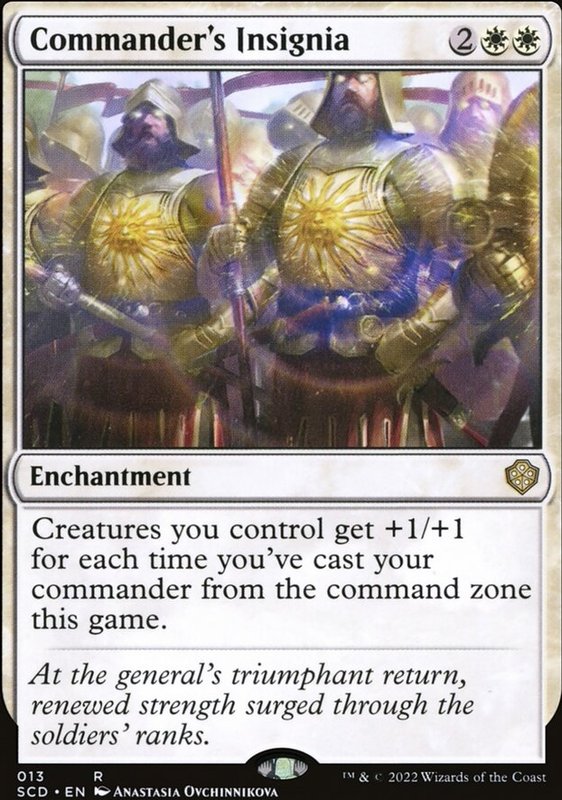 Commander's Insignia 2
Enchantment
Creatures you control get +1/+1
for each time you've cast your
commander from the command zone
this game.
At the general's triumphant return,
renewed strength surged through the
soldiers' ranks.
013 R
SCD • EN Anastasia Ovchinnikova
™ & © 2022 Wizards of the Coast